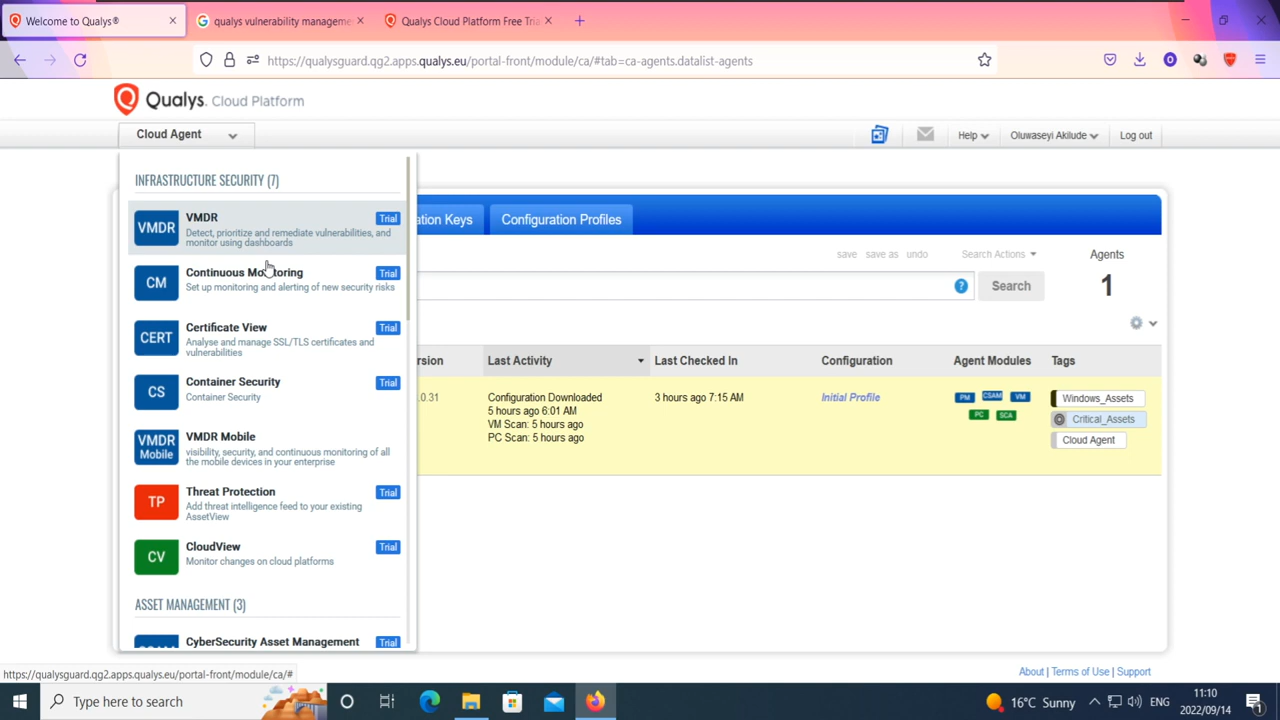 Welcome to Qualys®
qualys vulnerability manageme
Qualys Cloud Platform Free Tria
https://qualysguard.qg2.apps.qualys.eu/portal-front/module/ca/#tab=ca-agents.datalist-agents
Qualys. Cloud Platform
Cloud Agent
Help
Oluwaseyi Akilude
Log out
INFRASTRUCTURE SECURITY (7)
VMDR
VMDR
Trial
Detect, prioritize and remediate vulnerabilities, and
monitor using dashboards
CM
Continuous Monitoring
Trial
Set up monitoring and alerting of new security risks
CERT
Certificate View
Trial
Analyse and manage SSL/TLS certificates and
vulnerabilities
CS
Container Security
Trial
Container Security
VMDR
Mobile
VMDR Mobile
Trial
visibility, security, and continuous monitoring of all
the mobile devices in your enterprise
TP
Threat Protection
Trial
Add threat intelligence feed to your existing
AssetView
CV
CloudView
Trial
Monitor changes on cloud platforms
ASSET MANAGEMENT (3)
CyberSecurity Asset Management
Trial
tion Keys
Configuration Profiles
save save as undo
Search Actions
Agents
Search
1
rsion
Last Activity
Last Checked In
Configuration
Agent Modules
Tags
.0.31
Configuration Downloaded
5 hours ago 6:01 AM
VM Scan: 5 hours ago
PC Scan: 5 hours ago
3 hours ago 7:15 AM
Initial Profile
PM CSAM VM
PC SCA
Windows_Assets
Critical_Assets
Cloud Agent
https://qualysguard.qg2.apps.qualys.eu/portal-front/module/ca/#
About | Terms of Use | Support
Type here to search
16°C Sunny
ENG
11:10
2022/09/14
1